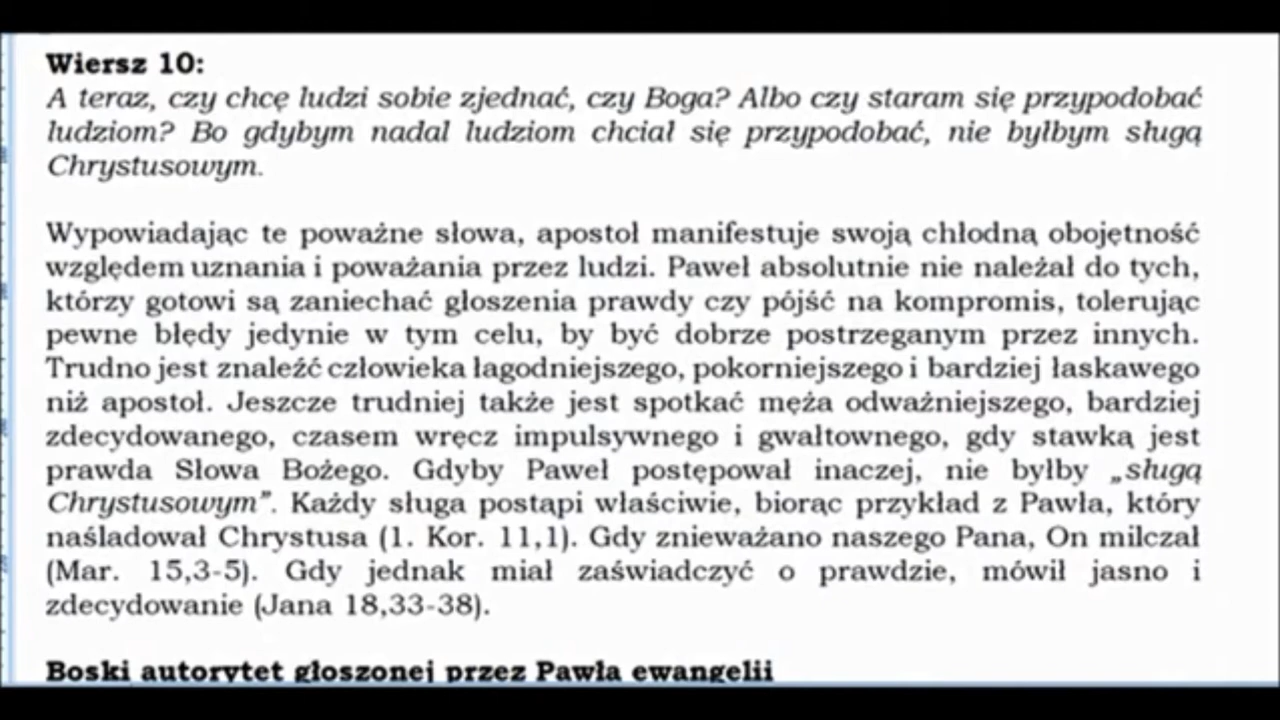 Wiersz 10:
A teraz, czy chcę ludzi sobie zjednać, czy Boga? Albo czy staram się przypodobać
ludziom? Bo gdybym nadal ludziom chciał się przypodobać, nie byłbym sługą
Chrystusowym.
Wypowiadając te poważne słowa, apostoł manifestuje swoją chłodną obojętność
względem uznania i poważania przez ludzi. Paweł absolutnie nie należał do tych,
którzy gotowi są zaniechać głoszenia prawdy czy pójść na kompromis, tolerując
pewne błędy jedynie w tym celu, by być dobrze postrzeganym przez innych.
Trudno jest znaleźć człowieka łagodniejszego, pokorniejszego i bardziej łaskawego
niż apostoł. Jeszcze trudniej także jest spotkać męża odważniejszego, bardziej
zdecydowanego, czasem wręcz impulsywnego i gwałtownego, gdy stawką jest
prawda Słowa Bożego. Gdyby Paweł postępował inaczej, nie byłby „sługą
Chrystusowym”. Każdy sługa postąpi właściwie, biorąc przykład z Pawła, który
naśladował Chrystusa (1. Kor. 11,1). Gdy znieważano naszego Pana, On milczał
(Mar. 15,3-5). Gdy jednak miał zaświadczyć o prawdzie, mówił jasno i
zdecydowanie (Jana 18,33-38).
Boski autorytet głoszonej przez Pawła ewangelii